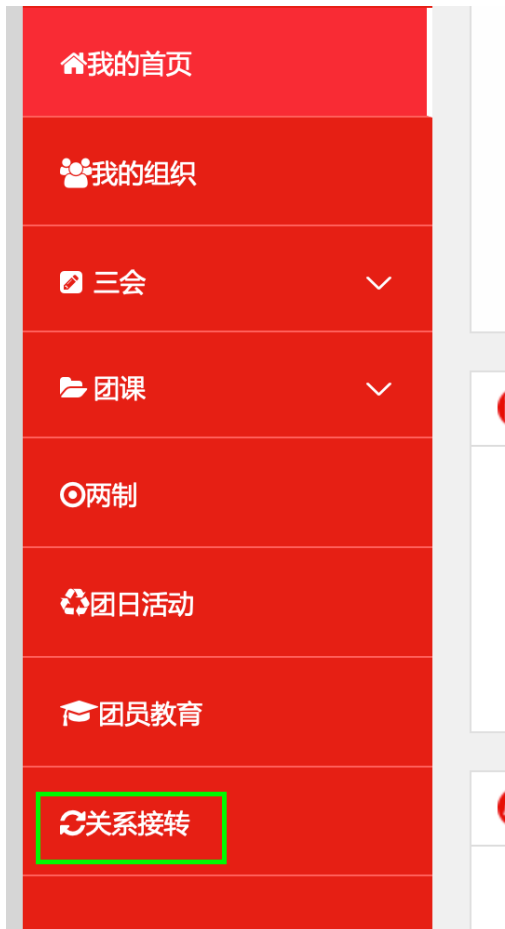 我的首页
我的组织
三会
团课
两制
团日活动
团员教育
关系接转